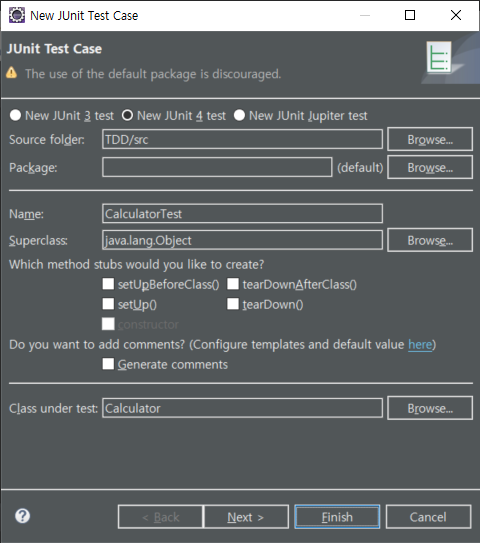 New JUnit Test Case
JUnit Test Case
The use of the default package is discouraged.
New JUnit 3 test New JUnit 4 test New JUnit Jupiter test
Source folder: TDD/src Browse...
Package: (default) Browse...
Name: CalculatorTest
Superclass: java.lang.Object Browse...
Which method stubs would you like to create?
setUpBeforeClass() tearDownAfterClass()
setUp() tearDown()
constructor
Do you want to add comments? (Configure templates and default value here)
Generate comments
Class under test: Calculator Browse...
? < Back Next > Finish Cancel